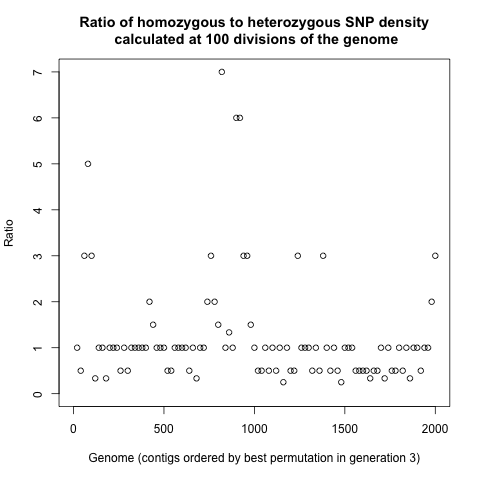 Ratio of homozygous to heterozygous SNP density
calculated at 100 divisions of the genome
Ratio
7
6
5
4
3
2
1
0
0 500 1000 1500 2000
Genome (contigs ordered by best permutation in generation 3)